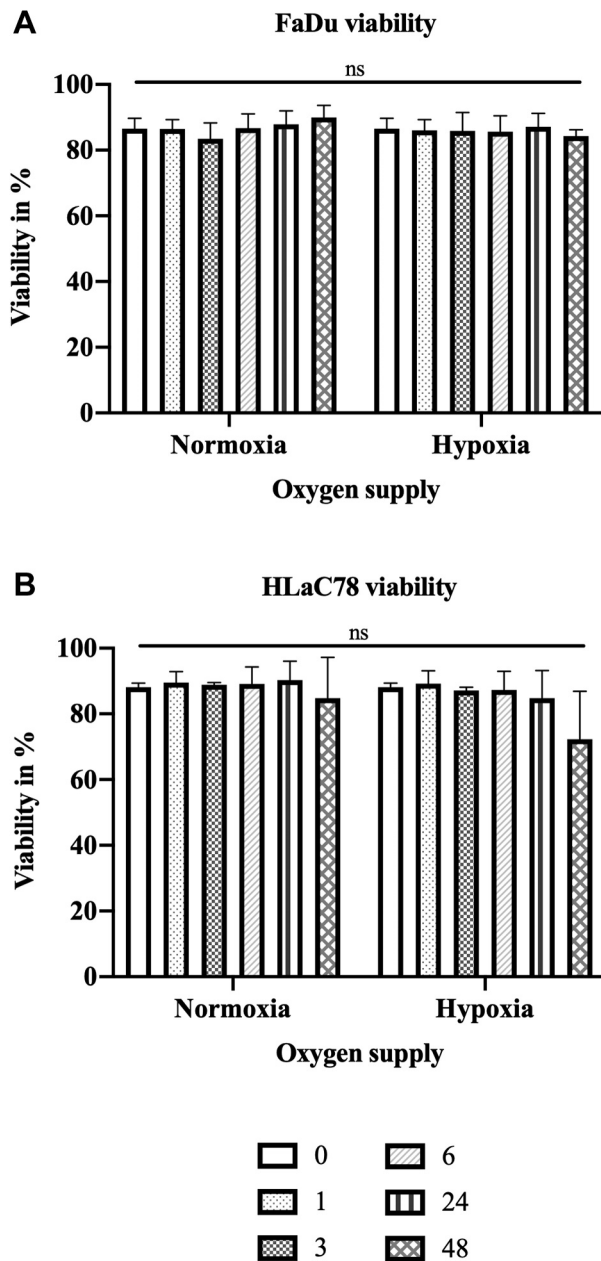 A
FaDu viability
ns
100
80
60
40
20
0
Viability in %
Normoxia
Hypoxia
Oxygen supply
B
HLaC78 viability
ns
100
80
60
40
20
0
Viability in %
Normoxia
Hypoxia
Oxygen supply
0
6
1
24
3
48